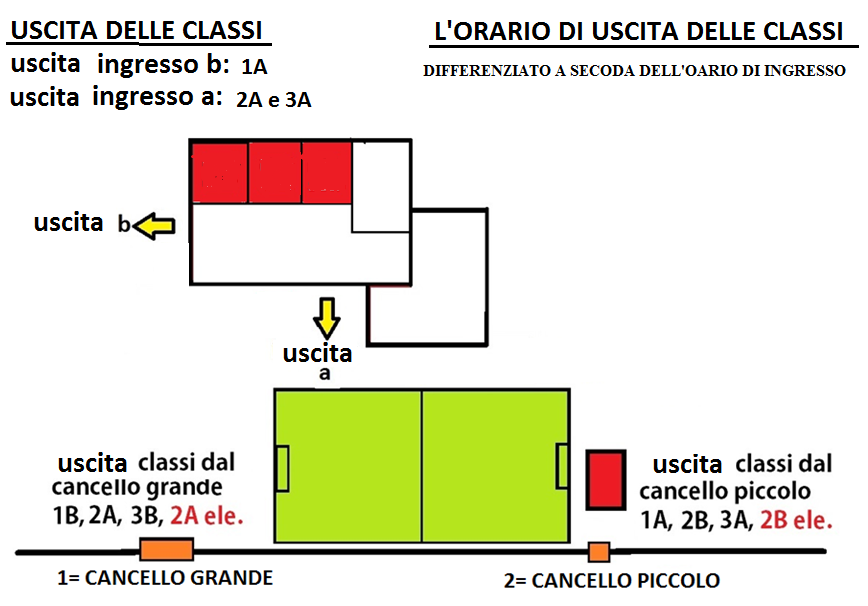 USCITA DELLE CLASSI
uscita ingresso b: 1A
uscita ingresso a: 2A e 3A
L'ORARIO DI USCITA DELLE CLASSI
DIFFERENZIATO A SECODA DELL'OARIO DI INGRESSO
uscita b
uscita
a
uscita classi dal
cancello grande
1B, 2A, 3B, 2A ele.
uscita classi dal
cancello piccolo
1A, 2B, 3A, 2B ele.
1= CANCELLO GRANDE
2= CANCELLO PICCOLO